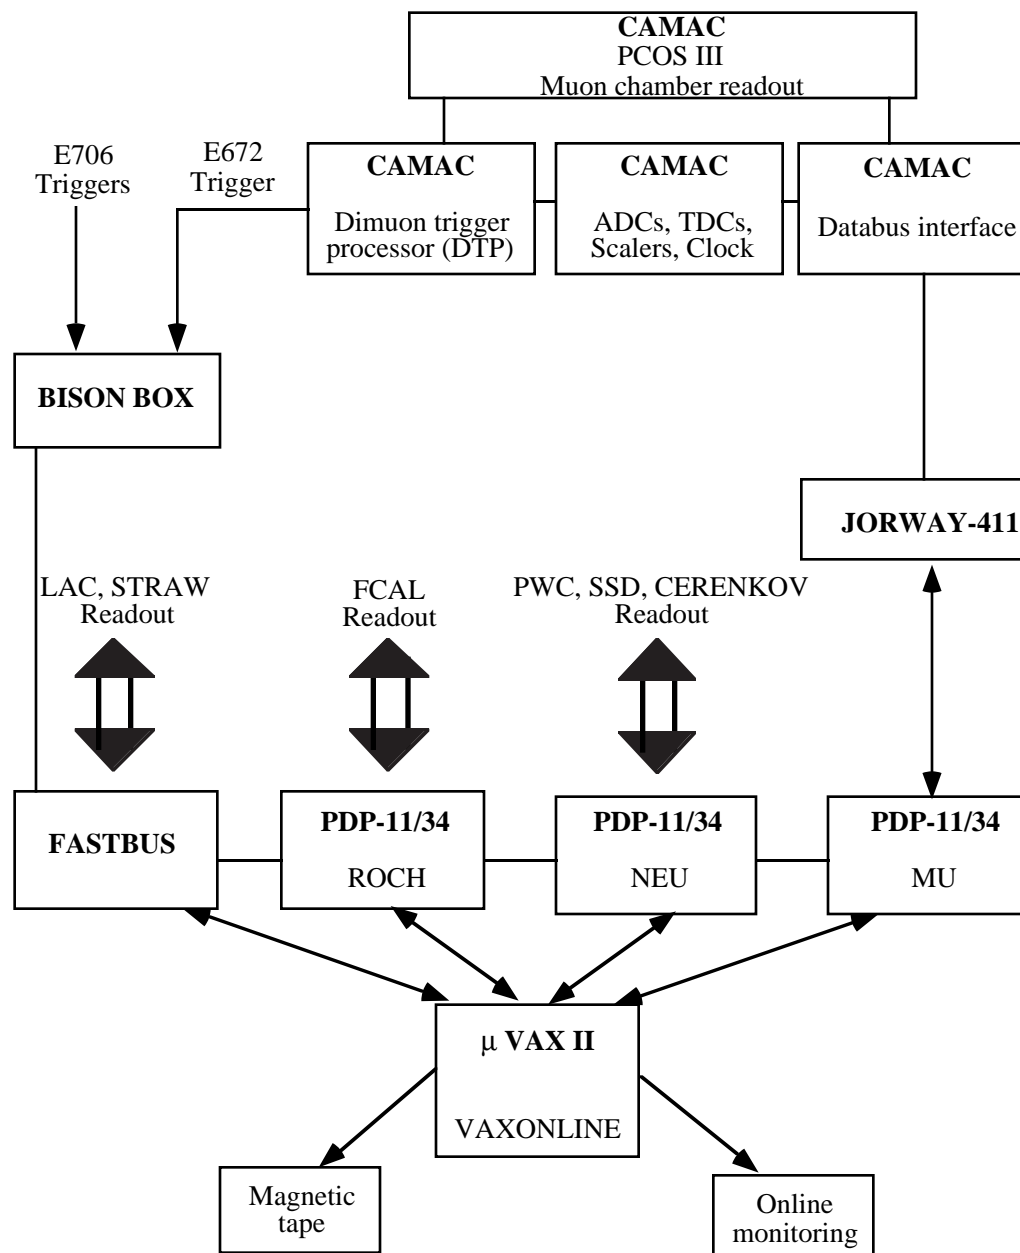 CAMAC
PCOS III
Muon chamber readout
E706
Triggers
E672
Trigger
CAMAC
Dimuon trigger
processor (DTP)
CAMAC
ADCs, TDCs,
Scalers, Clock
CAMAC
Databus interface
BISON BOX
JORWAY-411
LAC, STRAW
Readout
FCAL
Readout
PWC, SSD, CERENKOV
Readout
FASTBUS
PDP-11/34
ROCH
PDP-11/34
NEU
PDP-11/34
MU
µ VAX II
VAXONLINE
Magnetic
tape
Online
monitoring